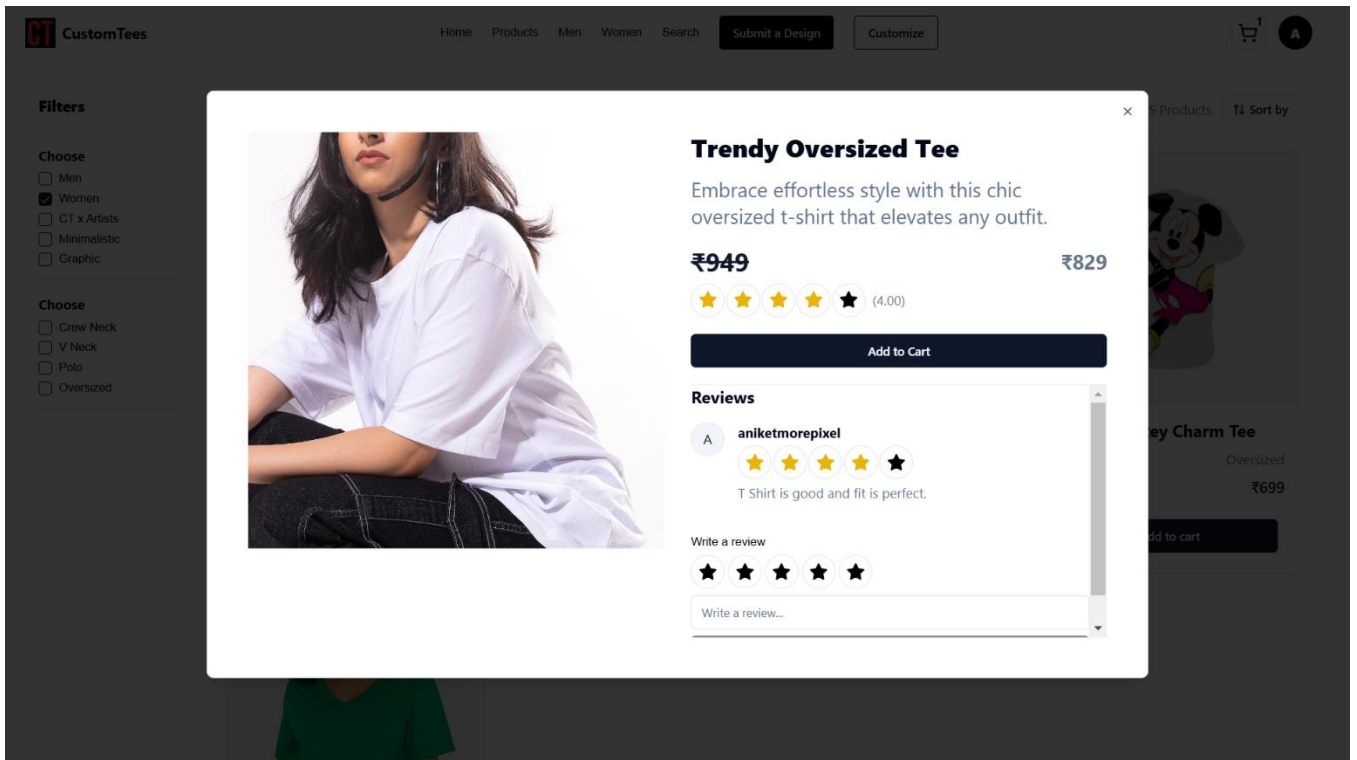 CT CustomTees
Home Products Men Women Search Submit a Design Customize
1
A
Filters
5 Products
Sort by
Choose
Men
Women
CT x Artists
Minimalistic
Graphic
Choose
Crew Neck
V Neck
Polo
Oversized
×
Trendy Oversized Tee
Embrace effortless style with this chic
oversized t-shirt that elevates any outfit.
₹949
₹829
(4.00)
Add to Cart
Reviews
A
aniketmorepixel
T Shirt is good and fit is perfect.
Write a review
Write a review...
ey Charm Tee
Oversized
₹699
dd to cart